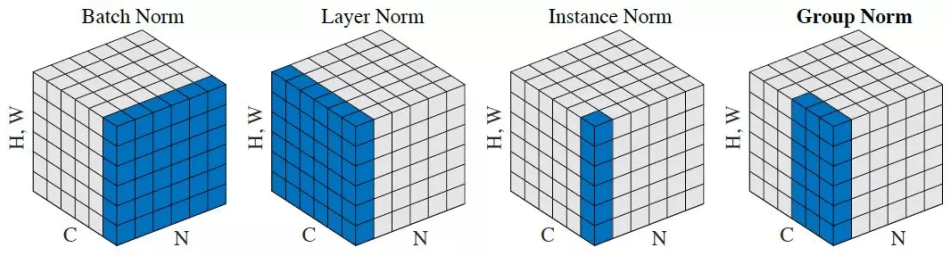 Batch Norm
Layer Norm
Instance Norm
Group Norm
H, W
C
N
H, W
C
N
H, W
C
N
H, W
C
N